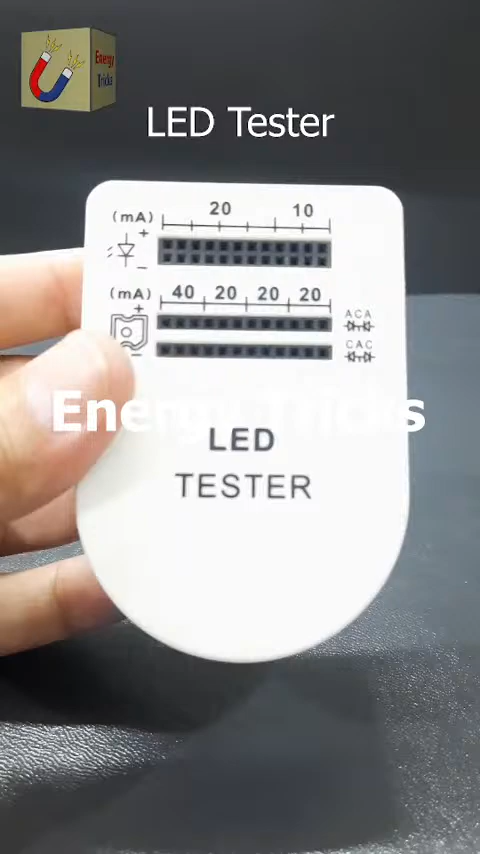 Energy
Tricks
LED Tester
(mA) 20 10
+
-
(mA) 40 20 20 20
+
-
ACA
CAC
Energy Tricks
LED
TESTER